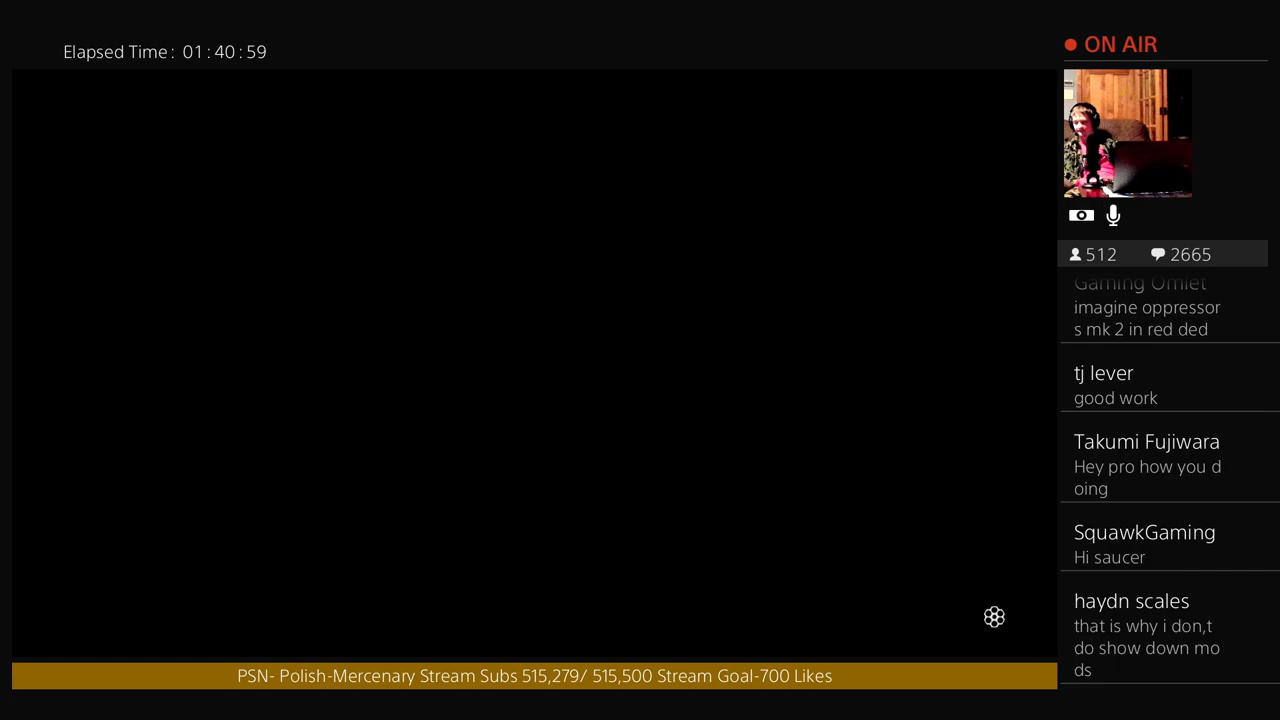 Elapsed Time: 01:40:59
ON AIR
512 2665
Gaming Omlet
imagine oppressor
s mk 2 in red ded
tj lever
good work
Takumi Fujiwara
Hey pro how you d
oing
SquawkGaming
Hi saucer
haydn scales
that is why i don,t
do show down mo
ds
PSN- Polish-Mercenary Stream Subs 515,279/ 515,500 Stream Goal-700 Likes